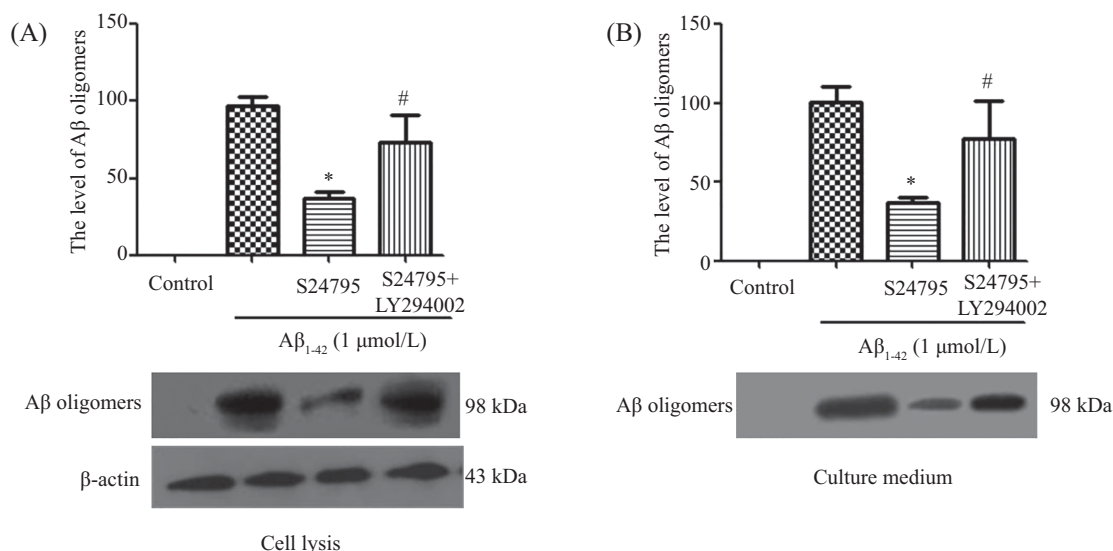 (A)
The level of Aβ oligomers
150
100
50
0
*
#
Control
S24795
S24795+
LY294002
Aβ₁₋₄₂ (1 μmol/L)
Aβ oligomers
98 kDa
β-actin
43 kDa
Cell lysis
(B)
The level of Aβ oligomers
150
100
50
0
*
#
Control
S24795
S24795+
LY294002
Aβ₁₋₄₂ (1 μmol/L)
Aβ oligomers
98 kDa
Culture medium